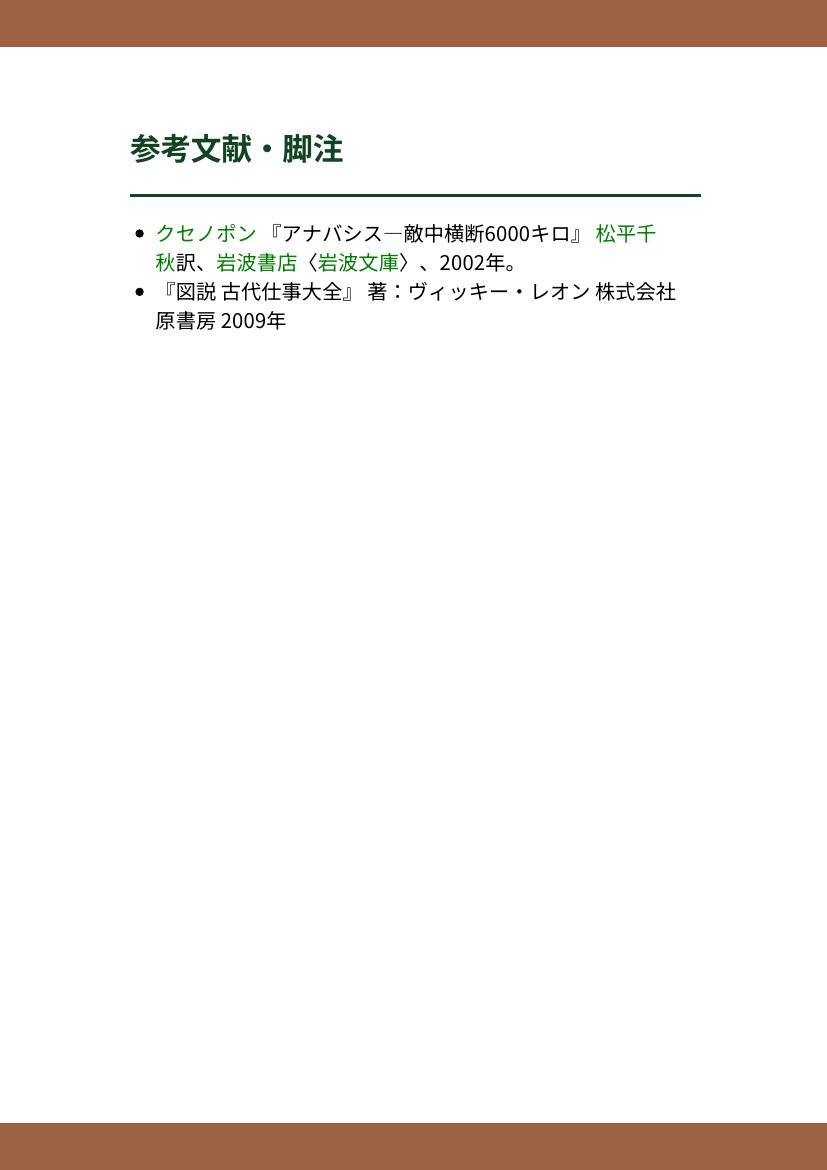 参考文献・脚注
クセノポン 『アナバシス―敵中横断6000キロ』 松平千
秋訳、岩波書店〈岩波文庫〉、2002年。
『図説 古代仕事大全』 著：ヴィッキー・レオン 株式会社
原書房 2009年